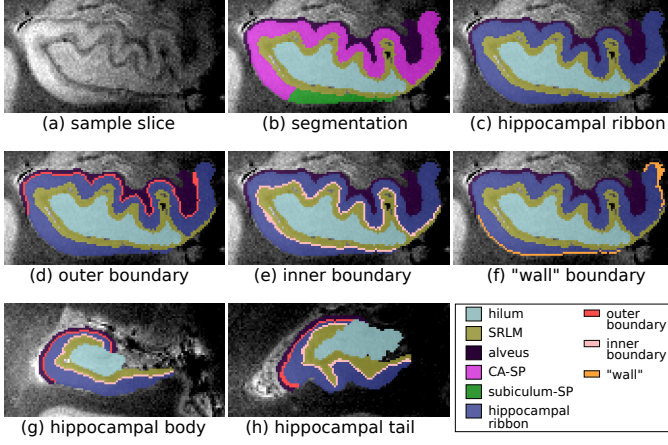 (a) sample slice
(b) segmentation
(c) hippocampal ribbon
(d) outer boundary
(e) inner boundary
(f) "wall" boundary
(g) hippocampal body
(h) hippocampal tail
hilum
SRLM
alveus
CA-SP
subiculum-SP
hippocampal
ribbon
outer
boundary
inner
boundary
"wall"